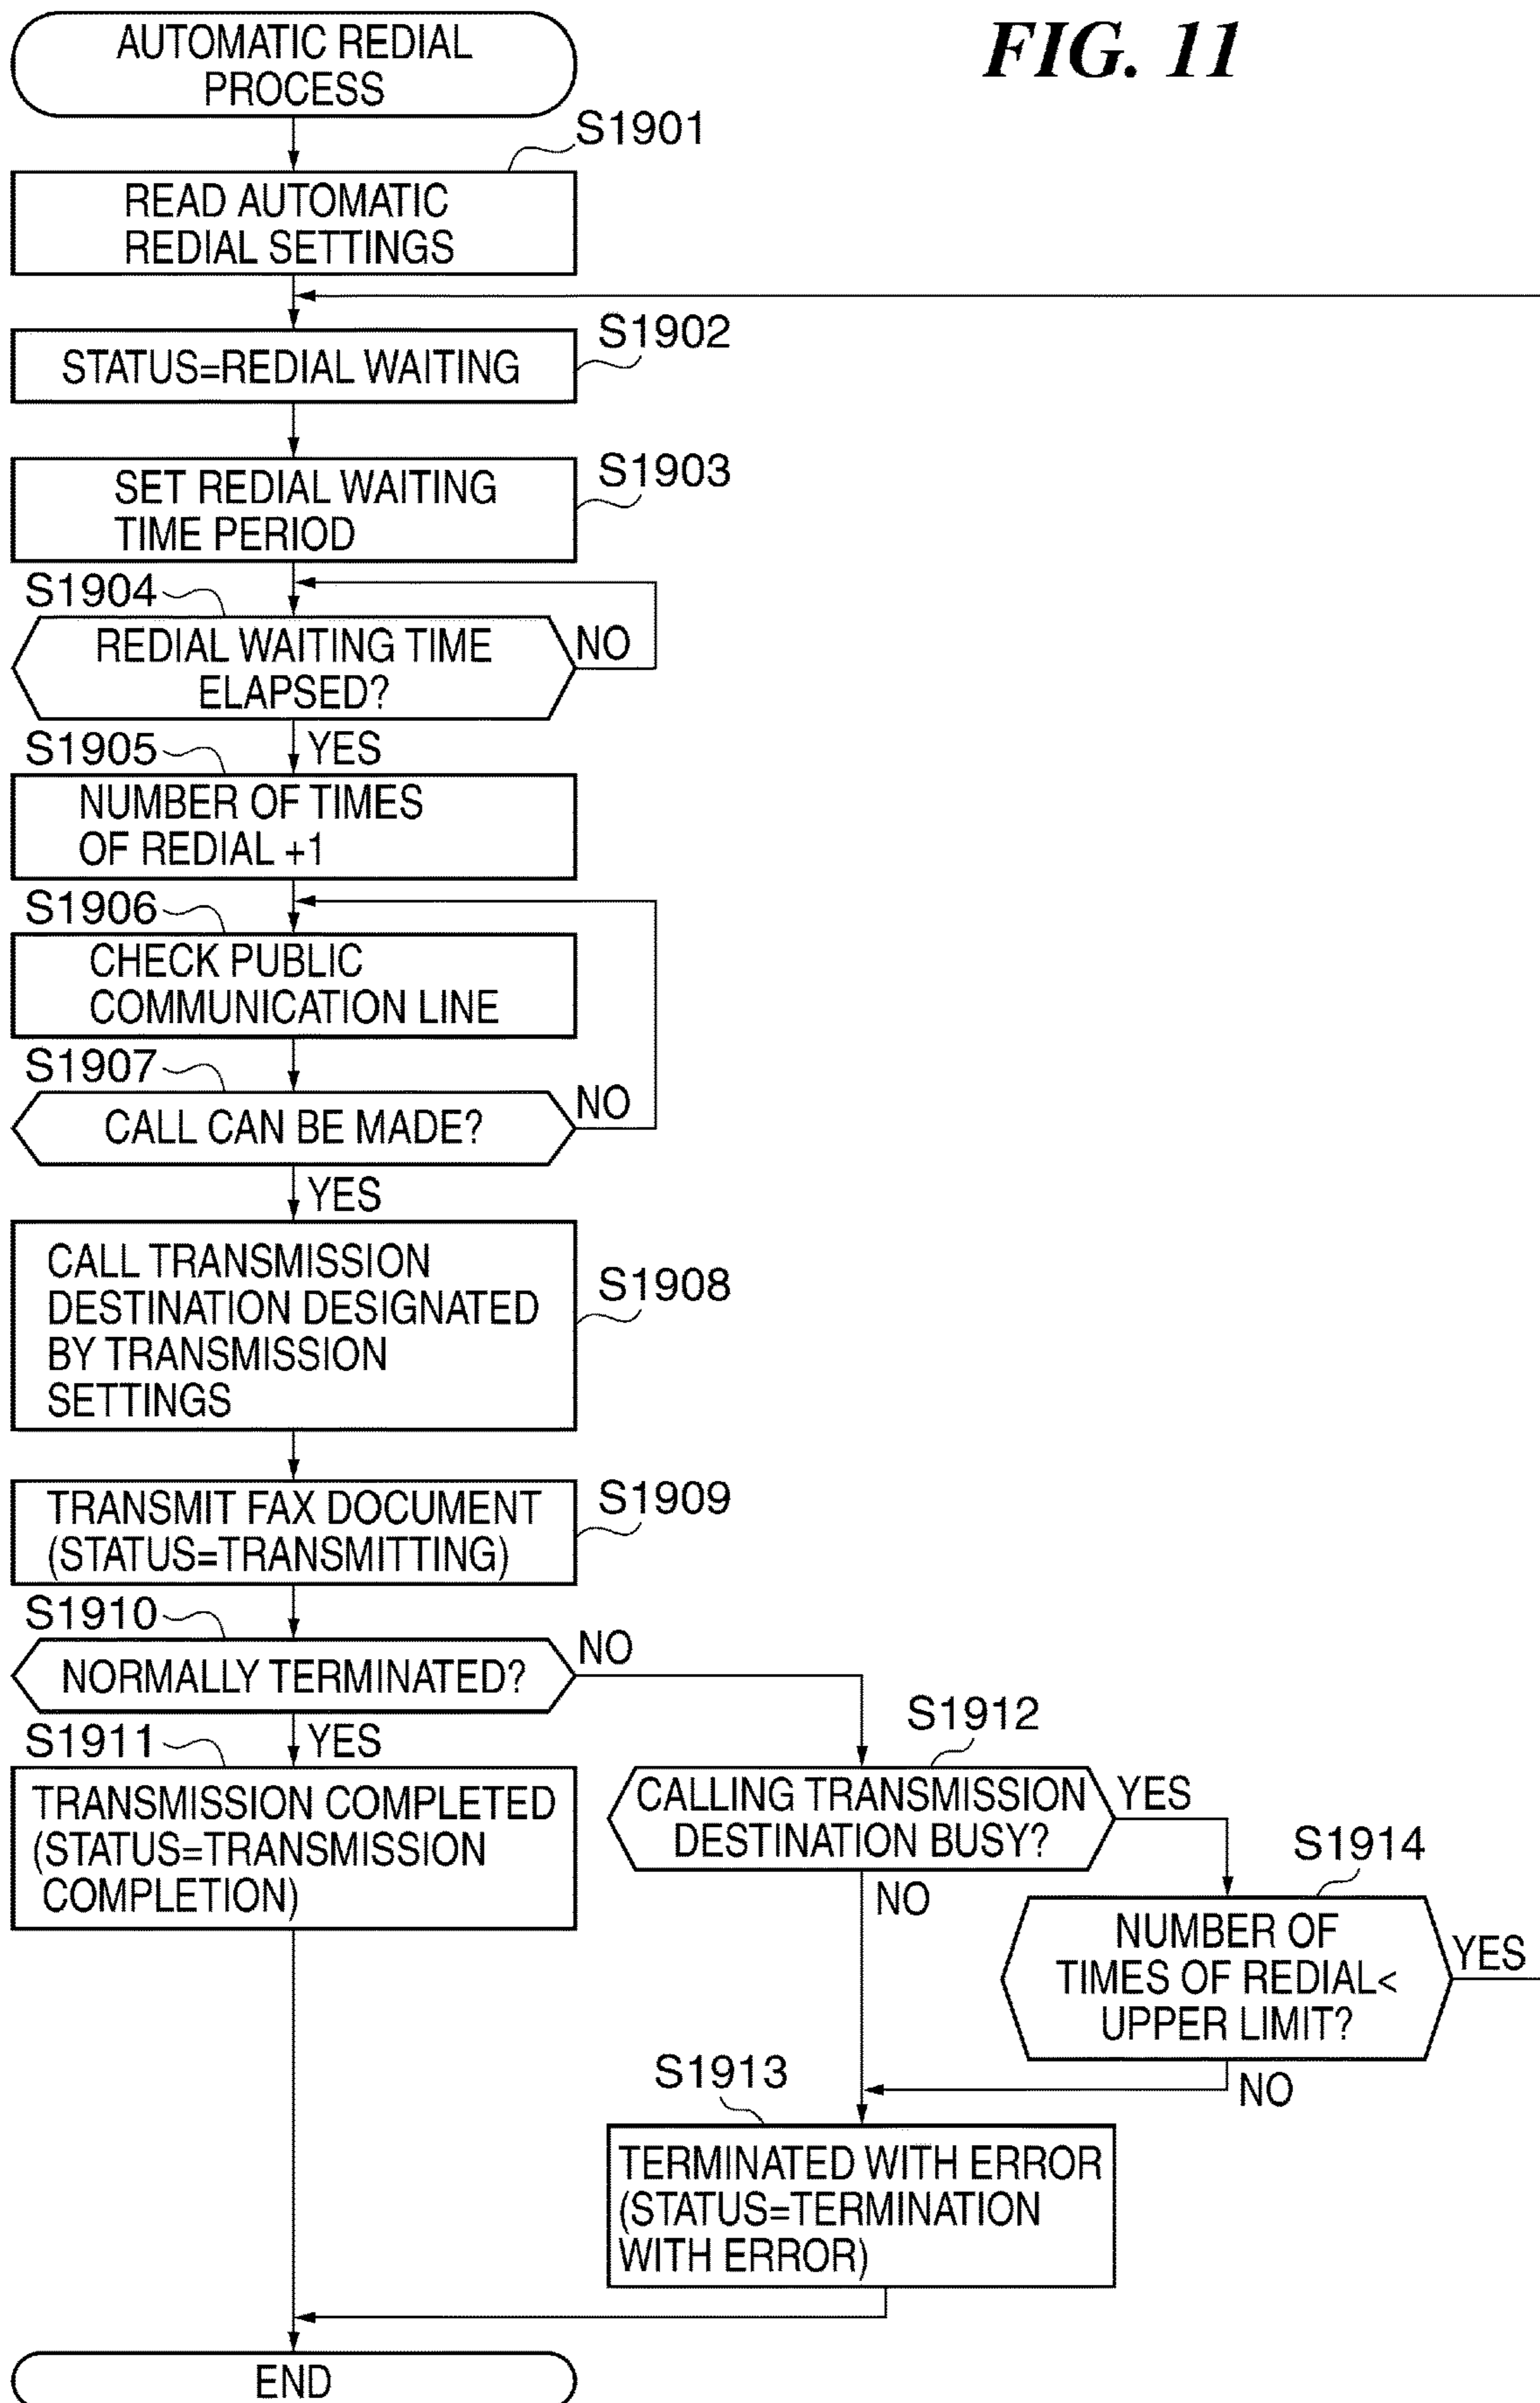 FIG. 11
AUTOMATIC REDIAL
PROCESS
S1901
READ AUTOMATIC
REDIAL SETTINGS
S1902
STATUS=REDIAL WAITING
S1903
SET REDIAL WAITING
TIME PERIOD
S1904
REDIAL WAITING TIME
ELAPSED?
NO
YES
S1905
NUMBER OF TIMES
OF REDIAL +1
S1906
CHECK PUBLIC
COMMUNICATION LINE
S1907
CALL CAN BE MADE?
NO
YES
S1908
CALL TRANSMISSION
DESTINATION DESIGNATED
BY TRANSMISSION
SETTINGS
S1909
TRANSMIT FAX DOCUMENT
(STATUS=TRANSMITTING)
S1910
NORMALLY TERMINATED?
NO
YES
S1911
TRANSMISSION COMPLETED
(STATUS=TRANSMISSION
COMPLETION)
S1912
CALLING TRANSMISSION
DESTINATION BUSY?
YES
NO
S1914
NUMBER OF
TIMES OF REDIAL<
UPPER LIMIT?
YES
NO
S1913
TERMINATED WITH ERROR
(STATUS=TERMINATION
WITH ERROR)
END